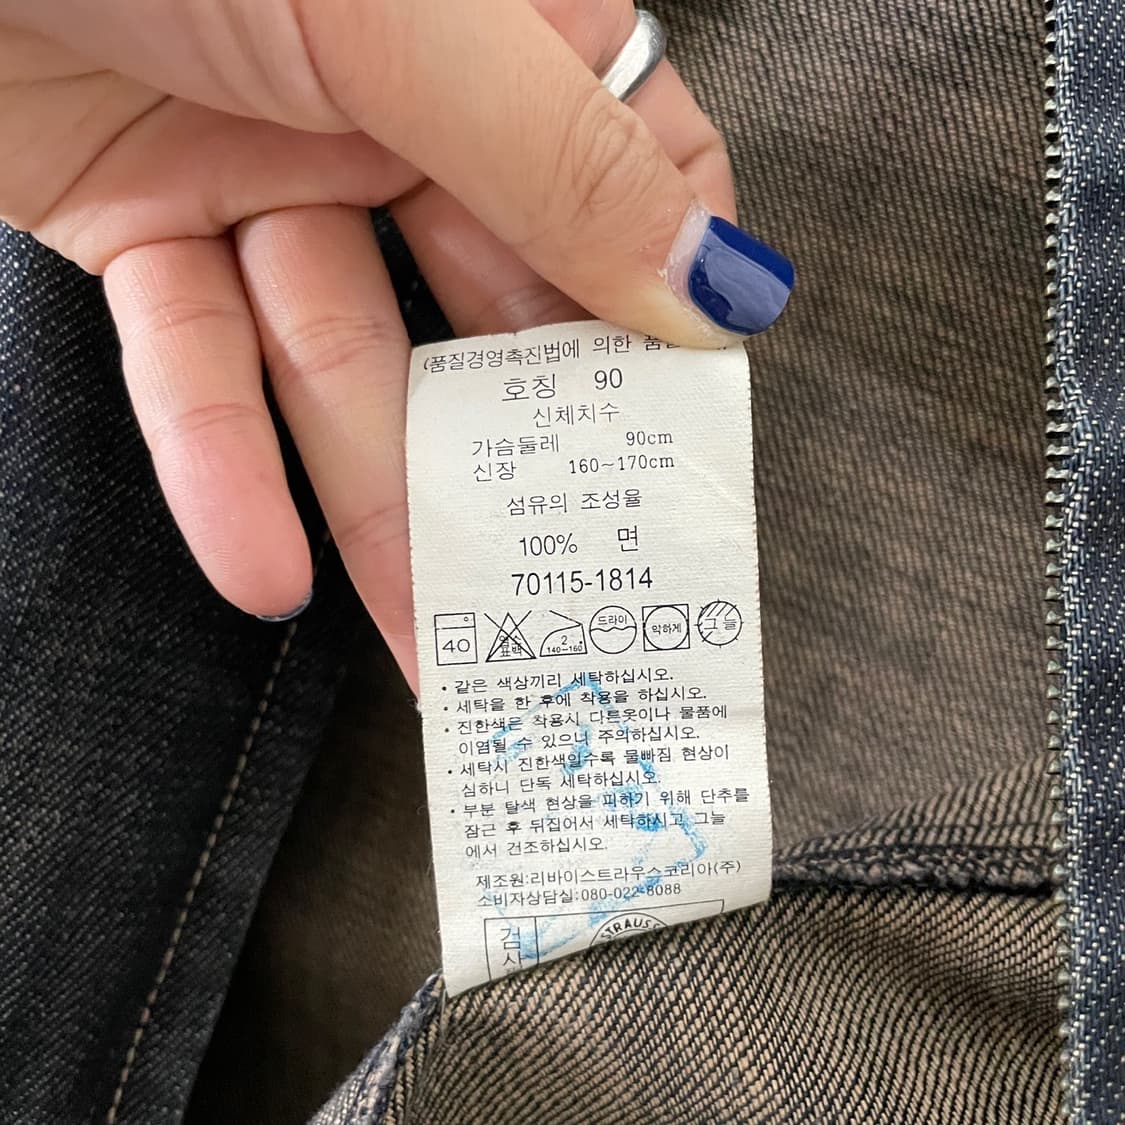 (품질경영촉진법에 의한
호칭 90
신체치수
가슴둘레 90cm
신장 160~170cm
섬유의 조성율
100% 면
70115-1814
40
염소
표백
2
140~160°
드라이
약하게
그늘
• 같은 색상끼리 세탁하십시오.
• 세탁을 한 후에 착용을 하십시오.
• 진한색은 착용시 다른옷이나 물품에
이염될 수 있으니 주의하십시오.
• 세탁시 진한색일수록 물빠짐 현상이
심하니 단독 세탁하십시오.
• 부분 탈색 현상을 피하기 위해 단추를
잠근 후 뒤집어서 세탁하시고 그늘
에서 건조하십시오.
제조원:리바이스트라우스코리아(주)
소비자상담실:080-022-8088
검
STRAUSS